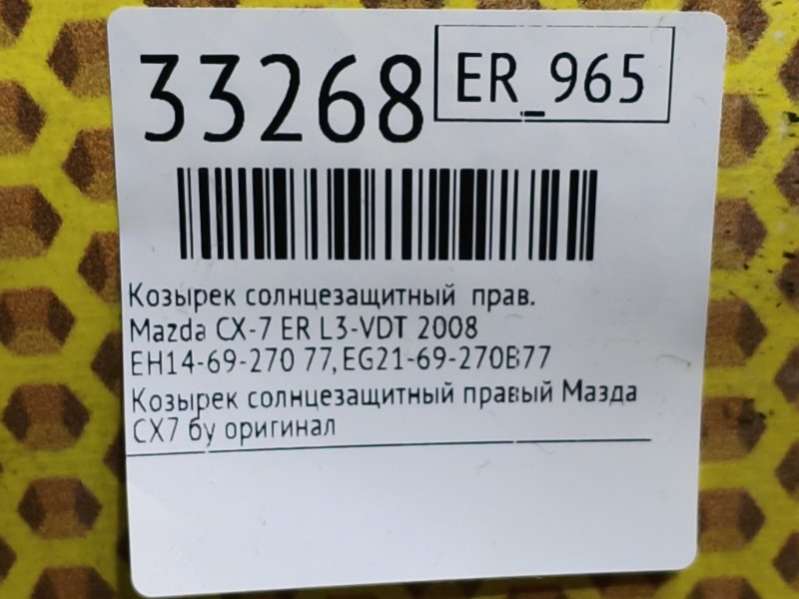 33268
ER_965
Козырек солнцезащитный прав.
Mazda CX-7 ER L3-VDT 2008
EH14-69-270 77, EG21-69-270B77
Козырек солнцезащитный правый Мазда
СХ7 бу оригинал